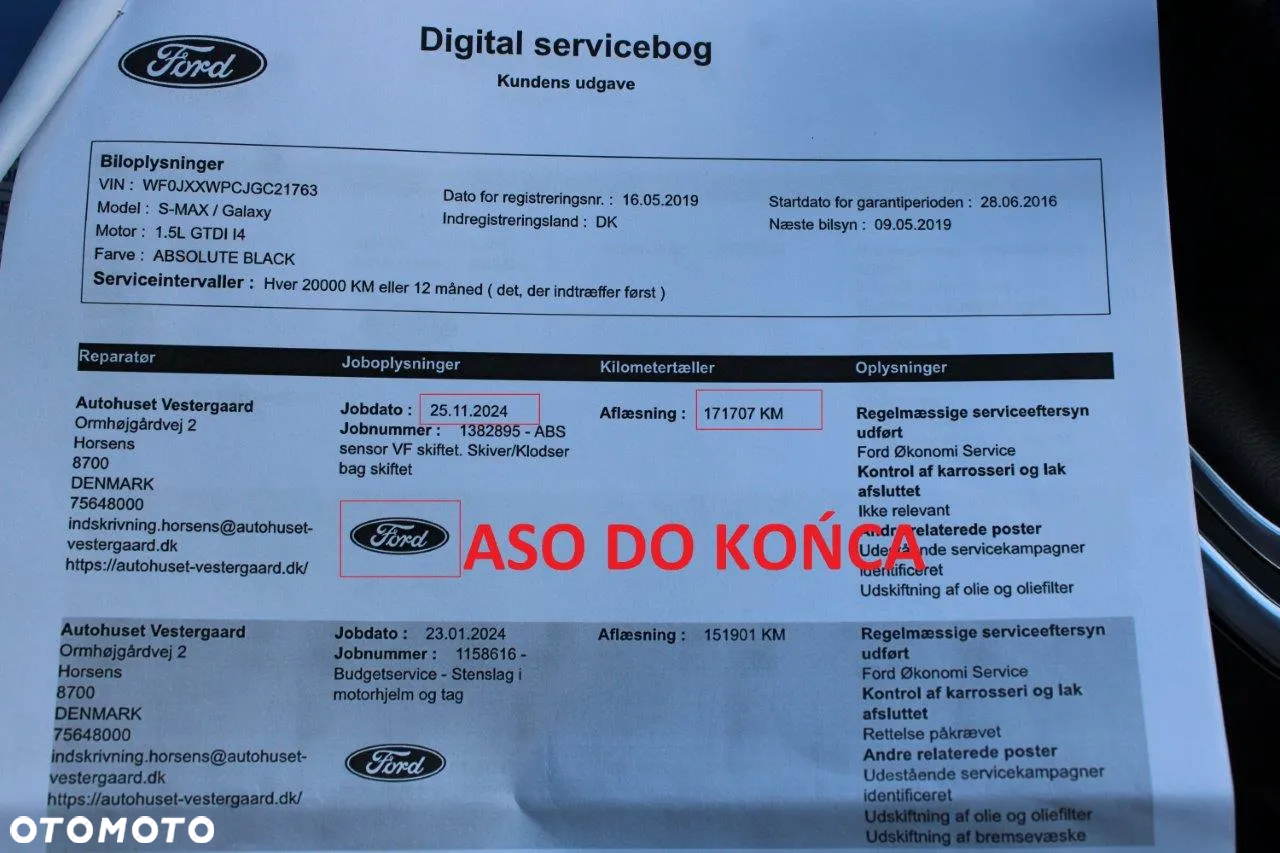 Ford
Digital servicebog
Kundens udgave
Biloplysninger
VIN : WF0JXXWPCJGC21763
Model : S-MAX / Galaxy
Motor : 1.5L GTDI I4
Farve : ABSOLUTE BLACK
Dato for registreringsnr. : 16.05.2019
Indregistreringsland : DK
Startdato for garantiperioden : 28.06.2016
Næste bilsyn : 09.05.2019
Serviceintervaller : Hver 20000 KM eller 12 måned ( det, der indtræffer først )
Reparatør Joboplysninger Kilometertæller Oplysninger
Autohuset Vestergaard
Ormhøjgårdvej 2
Horsens
8700
DENMARK
75648000
indskrivning.horsens@autohuset-
vestergaard.dk
https://autohuset-vestergaard.dk/
Jobdato : 25.11.2024
Jobnummer : 1382895 - ABS
sensor VF skiftet. Skiver/Klodser
bag skiftet
Ford
ASO DO KOŃCA
Aflæsning : 171707 KM
Regelmæssige serviceeftersyn
udført
Ford Økonomi Service
Kontrol af karrosseri og lak
afsluttet
Ikke relevant
Andre relaterede poster
Udestående servicekampagner
identificeret
Udskiftning af olie og oliefilter
Autohuset Vestergaard
Ormhøjgårdvej 2
Horsens
8700
DENMARK
75648000
indskrivning.horsens@autohuset-
vestergaard.dk
https://autohuset-vestergaard.dk/
Jobdato : 23.01.2024
Jobnummer : 1158616 -
Budgetservice - Stenslag i
motorhjelm og tag
Ford
Aflæsning : 151901 KM
Regelmæssige serviceeftersyn
udført
Ford Økonomi Service
Kontrol af karrosseri og lak
afsluttet
Rettelse påkrævet
Andre relaterede poster
Udestående servicekampagner
identificeret
Udskiftning af olie og oliefilter
Udskiftning af bremsevæske
OTOMOTO